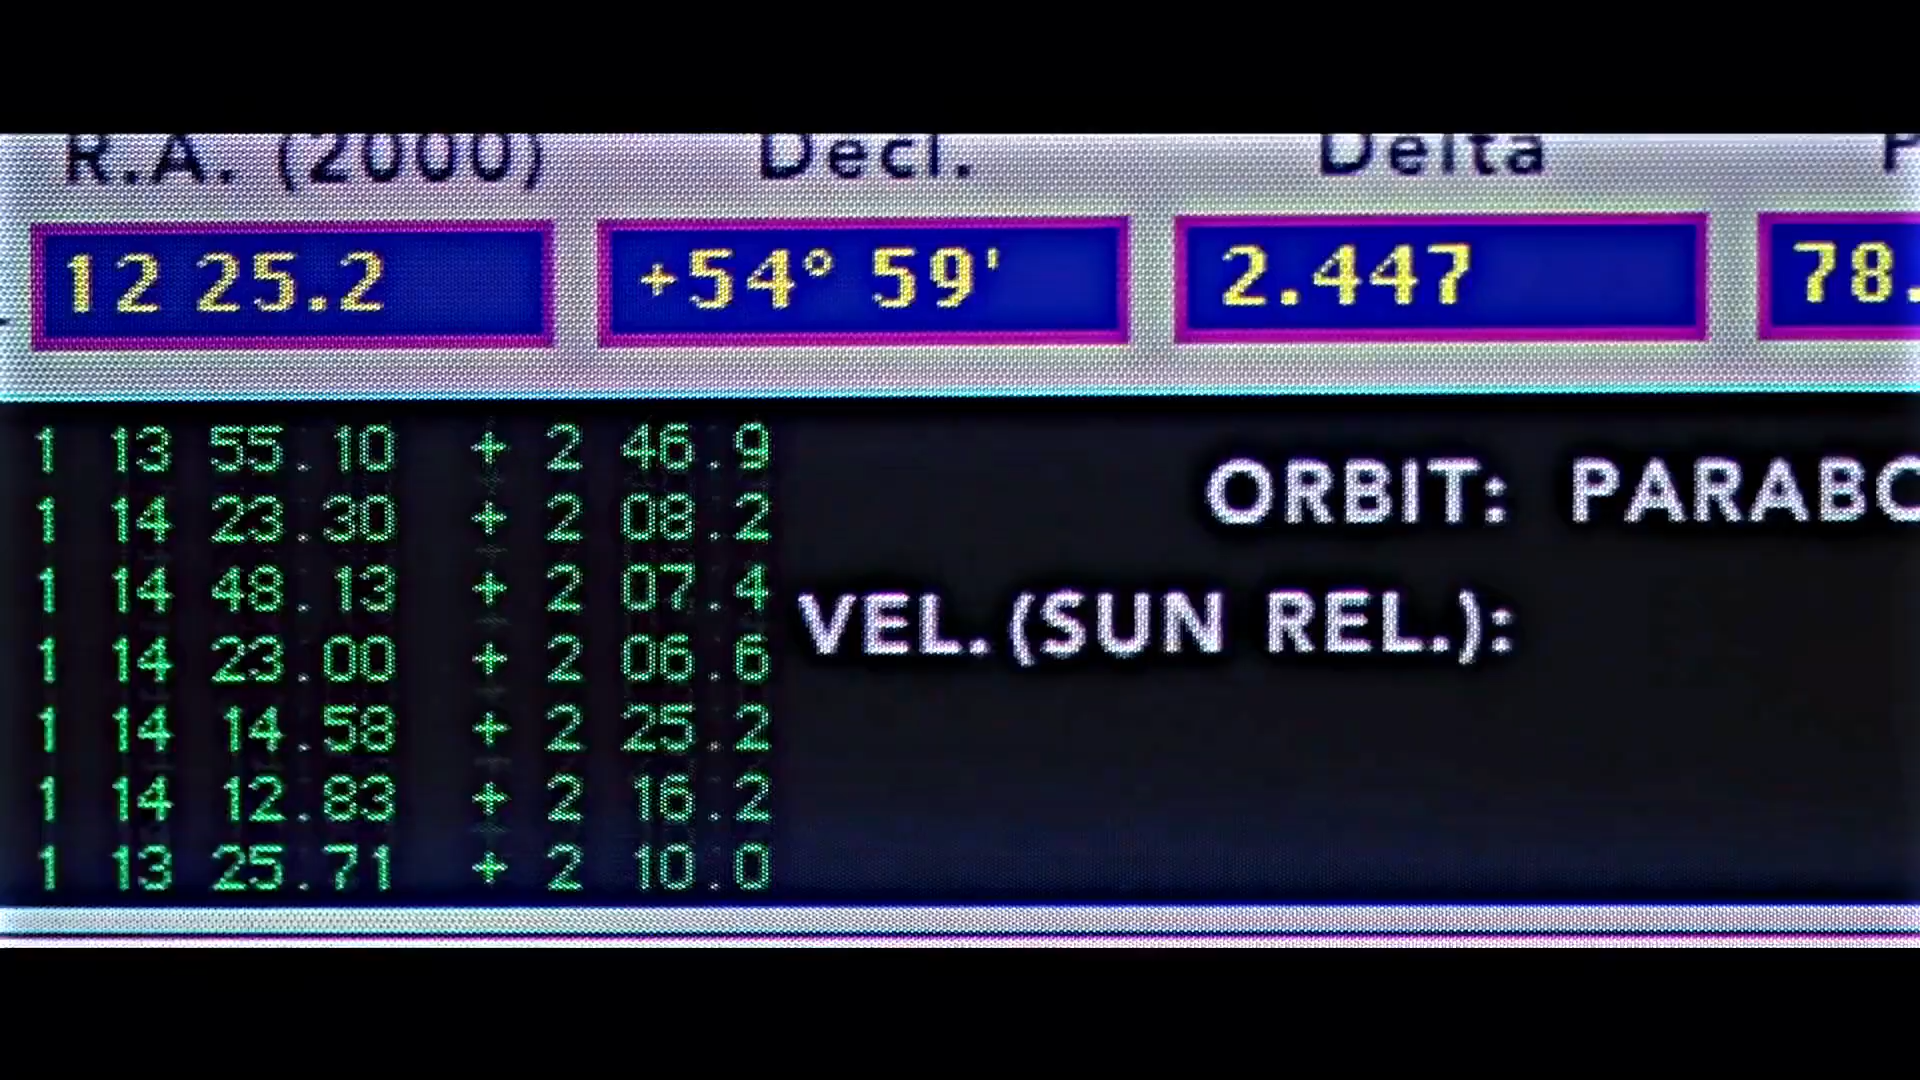 R.A. (2000) Decl. Delta
12 25.2 +54° 59' 2.447 78.
1 13 55.10 + 2 46.9
ORBIT: PARABO
1 14 23.30 + 2 08.2
1 14 48.13 + 2 07.4
VEL.(SUN REL.):
1 14 23.00 + 2 06.6
1 14 14.58 + 2 25.2
1 14 12.83 + 2 16.2
1 13 25.71 + 2 10.0